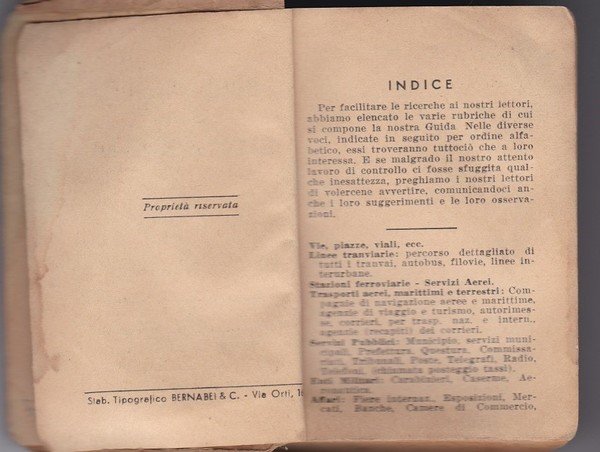 Proprietà riservata
Stab. Tipografico BERNABEI & C. - Via Orti, 16
INDICE
Per facilitare le ricerche ai nostri lettori,
abbiamo elencato le varie rubriche di cui
si compone la nostra Guida Nelle diverse
voci, indicate in seguito per ordine alfa-
betico, essi troveranno tuttociò che a loro
interessa. E se malgrado il nostro attento
lavoro di controllo ci fosse sfuggita qual-
che inesattezza, preghiamo i nostri lettori
di volercene avvertire, comunicandoci an-
che i loro suggerimenti e le loro osserva-
zioni.
Vie, piazze, viali, ecc.
Linee tranviarie: percorso dettagliato di
tutti i tranvai, autobus, filovie, linee in-
terurbane.
Stazioni ferroviarie - Servizi Aerei.
Trasporti aerei, marittimi e terrestri: Com-
pagnie di navigazione aeree e marittime,
agenzie di viaggio e turismo, autorimes-
se, corrieri, per trasp. naz. e intern.,
agenzie (recapiti) dei corrieri.
Servizi Pubblici: Municipio, servizi muni-
cipali, Prefettura, Questura, Commissa-
riati, Tribunali, Poste, Telegrafi, Radio,
Telefoni, (chiamata posteggio tassì).
Enti Militari: Carabinieri, Caserme, Ae-
ronautica.
Affari: Fiere internaz., Esposizioni, Mer-
cati, Banche, Camere di Commercio,